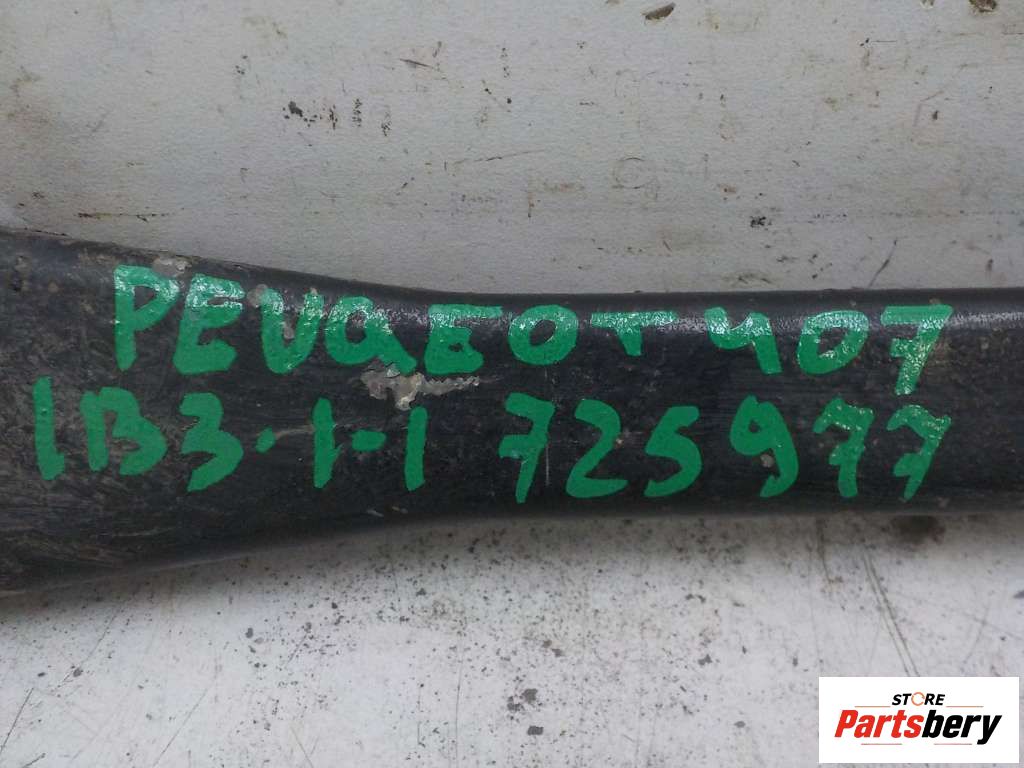 PEUGEOT 407
1B3.1-1 725977
STORE
Partsbery